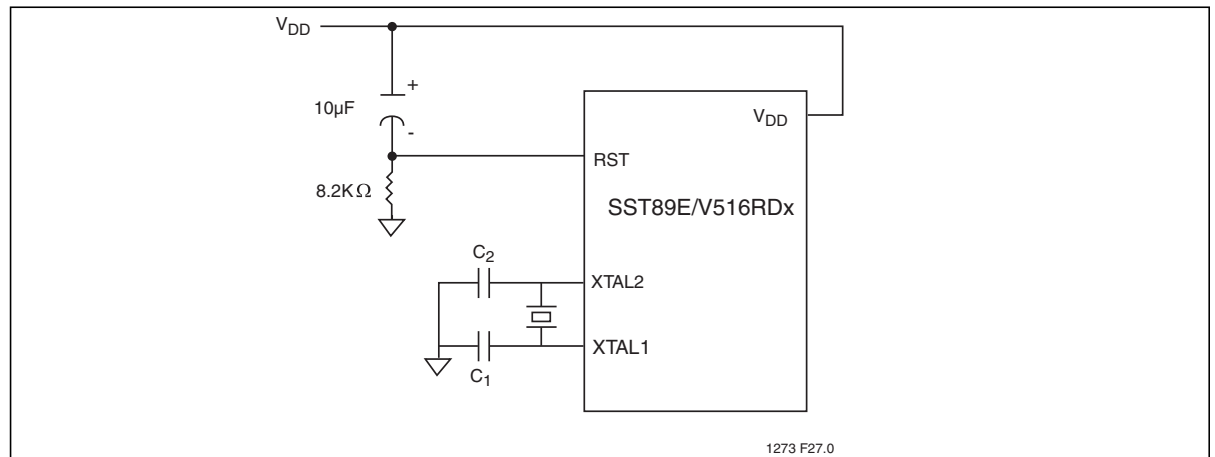 VDD
+
10µF
-
VDD
RST
8.2KΩ
SST89E/V516RDx
C2
XTAL2
XTAL1
C1
1273 F27.0